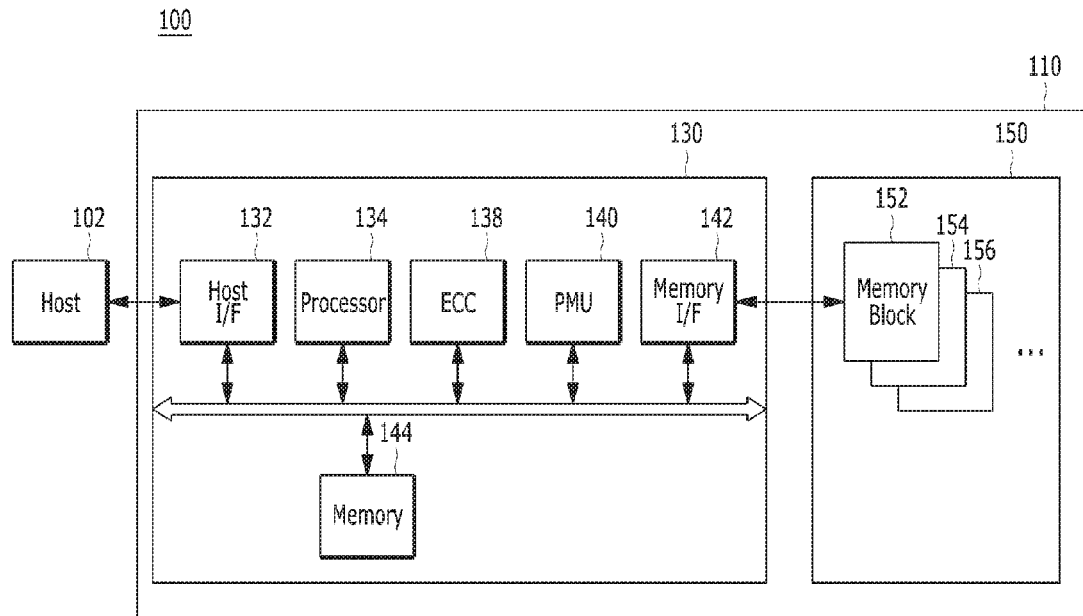 100
110
130
150
102
132
134
138
140
142
152
154
156
Host
Host
I/F
Processor
ECC
PMU
Memory
I/F
Memory
Block
...
144
Memory